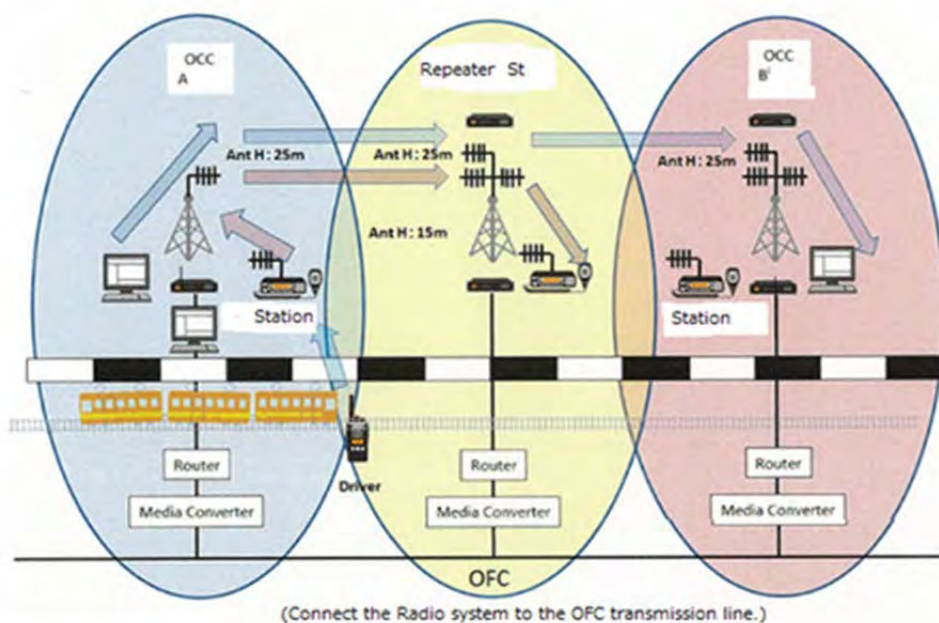 OCC
A
Repeater St
OCC
B
Ant H: 25m
Ant H: 25m
Ant H: 25m
Ant H: 15m
Station
Station
Driver
Router
Router
Router
Media Converter
Media Converter
Media Converter
OFC
(Connect the Radio system to the OFC transmission line.)